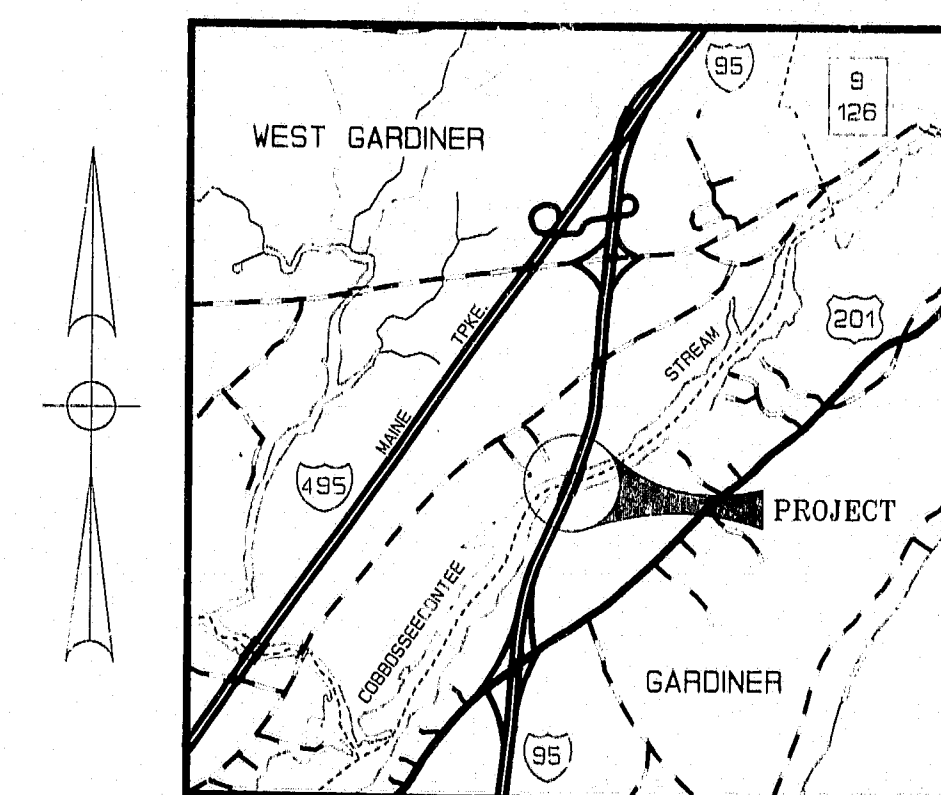 95
9
126
WEST GARDINER
201
MAINE TPKE.
STREAM
495
PROJECT
COBBOSSEECONTEE
GARDINER
95